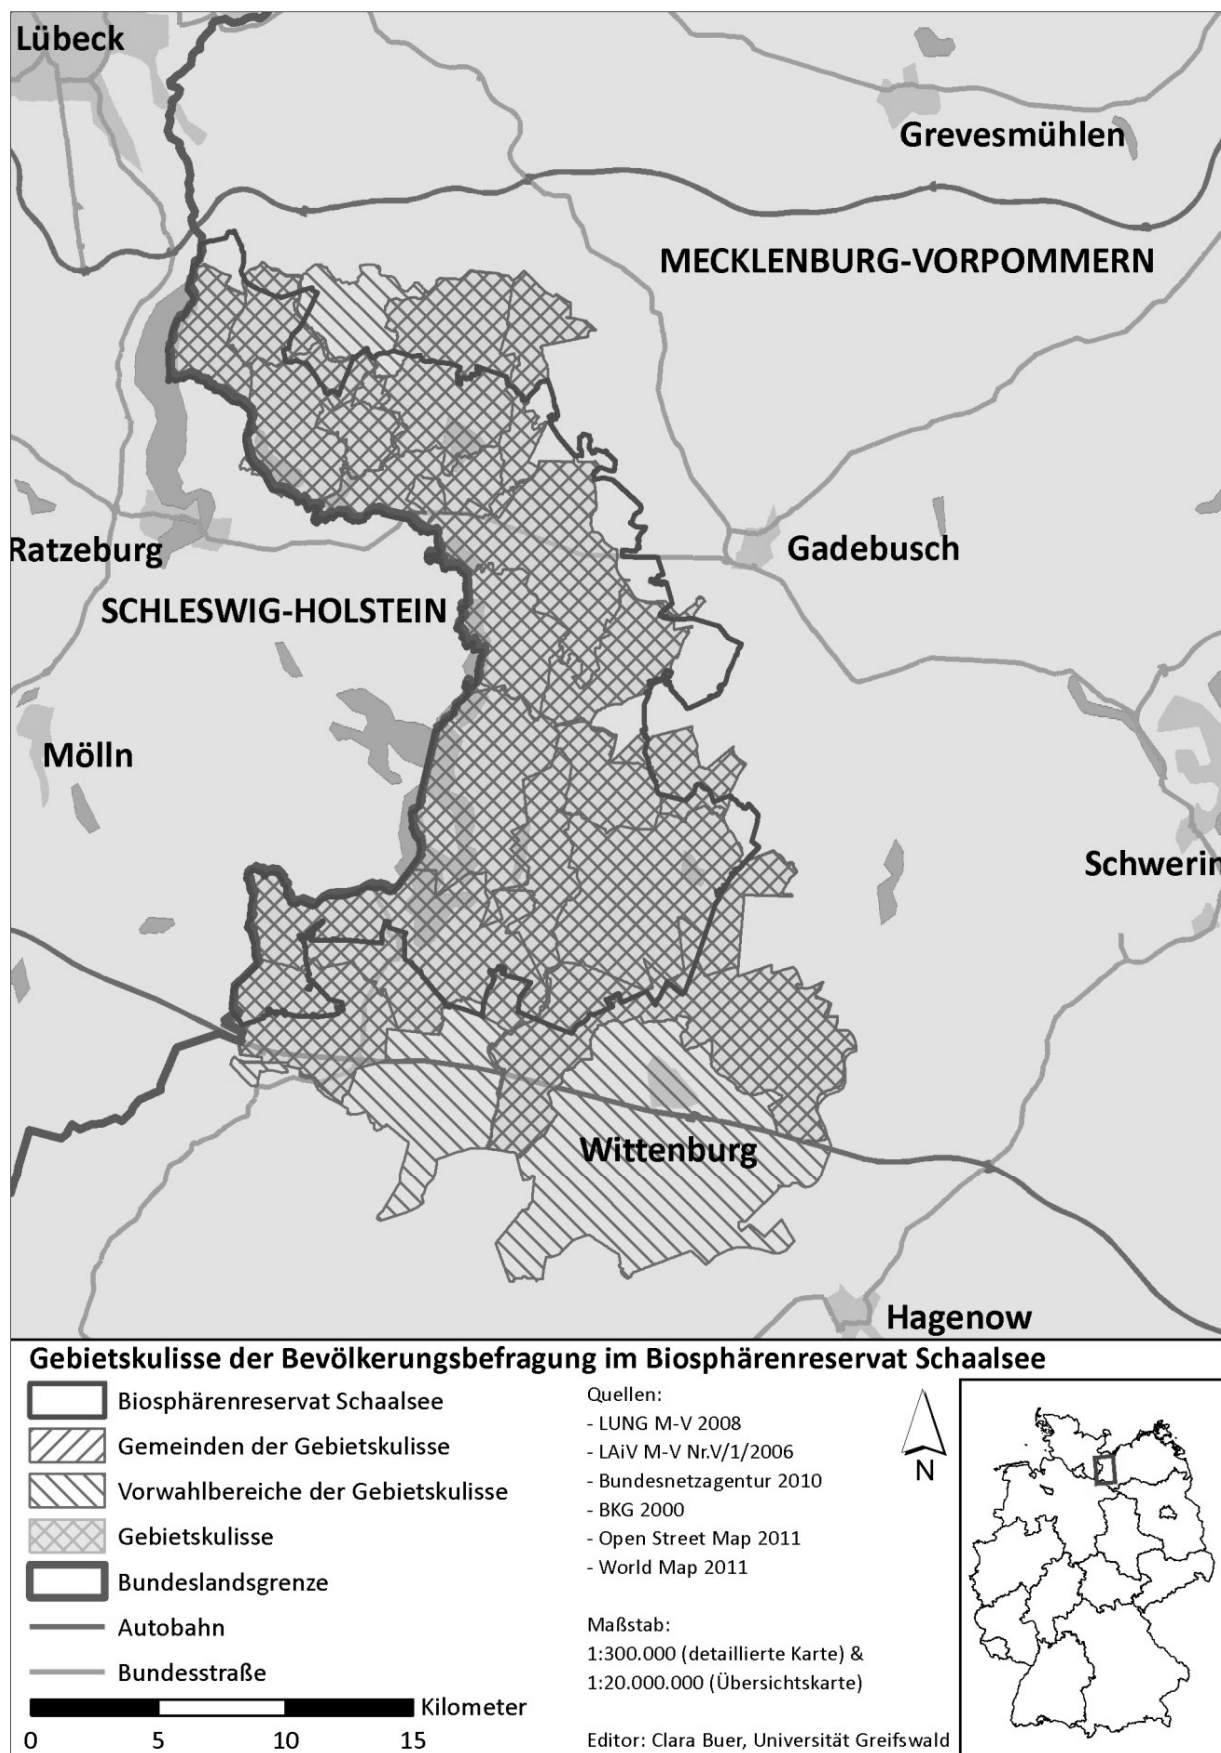 Lübeck
Grevesmühlen
MECKLENBURG-VORPOMMERN
Ratzeburg
Gadebusch
SCHLESWIG-HOLSTEIN
Mölln
Schwerin
Wittenburg
Hagenow
Gebietskulisse der Bevölkerungsbefragung im Biosphärenreservat Schaalsee
Biosphärenreservat Schaalsee
Gemeinden der Gebietskulisse
Vorwahlbereiche der Gebietskulisse
Gebietskulisse
Bundeslandsgrenze
Autobahn
Bundesstraße
Kilometer
0 5 10 15
Quellen:
- LUNG M-V 2008
- LAiV M-V Nr.V/1/2006
- Bundesnetzagentur 2010
- BKG 2000
- Open Street Map 2011
- World Map 2011
Maßstab:
1:300.000 (detaillierte Karte) &
1:20.000.000 (Übersichtskarte)
Editor: Clara Buer, Universität Greifswald
N